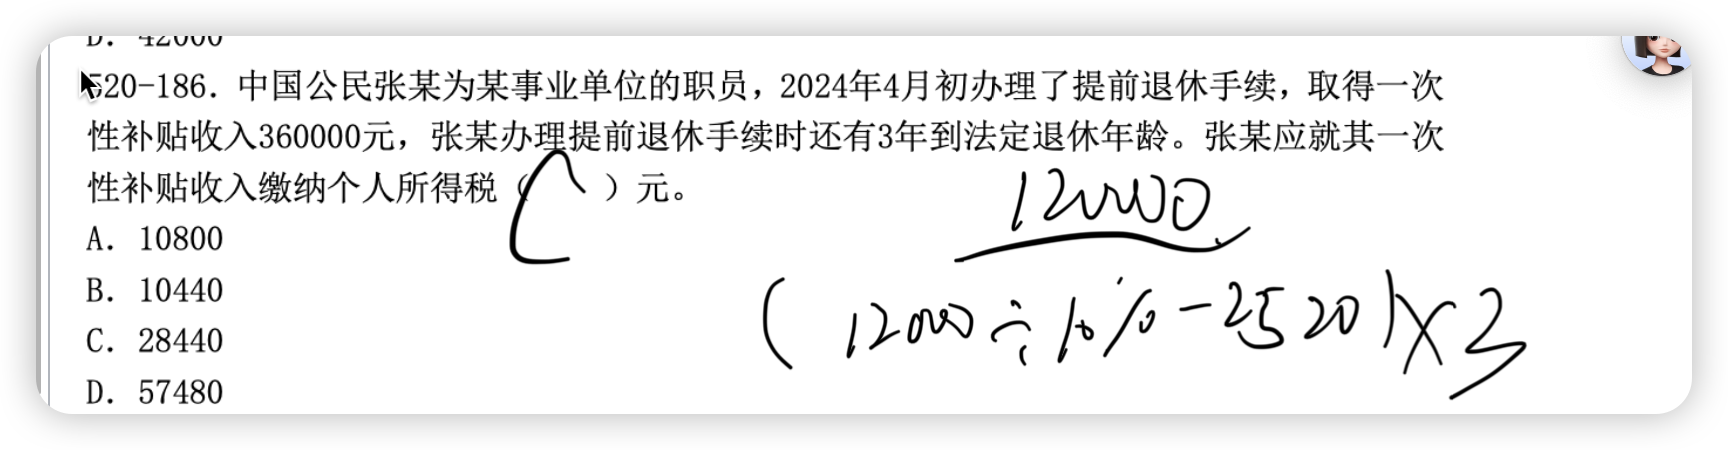 D. 42000
520-186. 中国公民张某为某事业单位的职员，2024年4月初办理了提前退休手续，取得一次
性补贴收入360000元，张某办理提前退休手续时还有3年到法定退休年龄。张某应就其一次
性补贴收入缴纳个人所得税（ C ）元。
A. 10800
B. 10440
C. 28440
D. 57480
120000
(12000÷10%-2520)×3